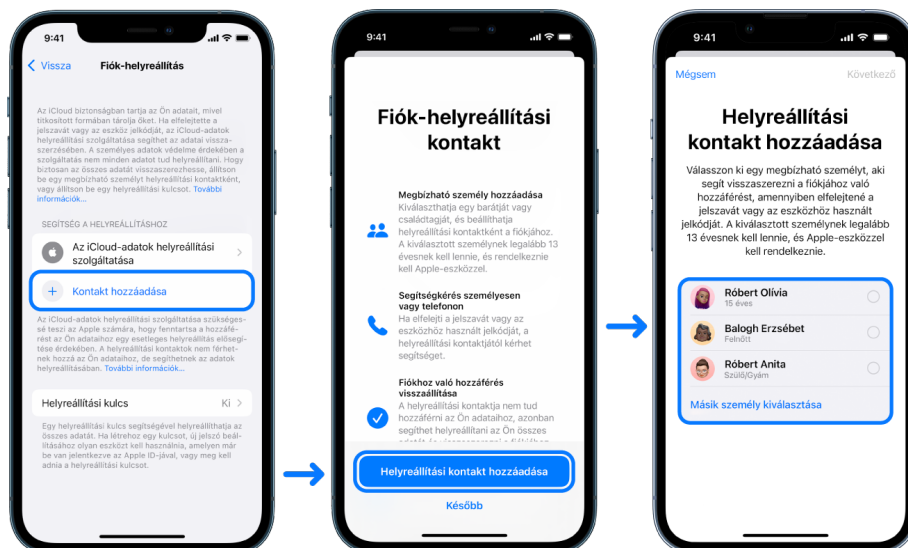 9:41
Vissza
Fiók-helyreállítás
Az iCloud biztonságban tartja az Ön adatait, mivel
titkosított formában tárolja őket. Ha elfelejtette a
jelszavát vagy az eszköz jelkódját, az iCloud-adatok
helyreállítási szolgáltatása segíthet az adatai vissza-
szerzésében. A személyes adatok védelme érdekében a
szolgáltatás nem minden adatot tud helyreállítani. Hogy
biztosan az összes adatát visszaszerezhesse, állítson
be egy megbízható személyt helyreállítási kontaktként,
vagy állítson be egy helyreállítási kulcsot. További
információk...
SEGÍTSÉG A HELYREÁLLÍTÁSHOZ
Az iCloud-adatok helyreállítási
szolgáltatása
Kontakt hozzáadása
Az iCloud-adatok helyreállítási szolgáltatása szükséges-
sé teszi az Apple számára, hogy fenntartsa a hozzáfé-
rést az Ön adataihoz egy esetleges helyreállítás elősegí-
tése érdekében. A helyreállítási kontaktok nem férhet-
nek hozzá az Ön adataihoz, de segíthetnek az adatok
helyreállításában. További információk...
Helyreállítási kulcs
Ki
Egy helyreállítási kulcs segítségével helyreállíthatja az
összes adatát. Ha létrehoz egy kulcsot, új jelszó beál-
lításához olyan eszközt kell használnia, amelyen már
be van jelentkezve az Apple ID-jával, vagy meg kell
adnia a helyreállítási kulcsot.
9:41
Fiók-helyreállítási
kontakt
Megbízható személy hozzáadása
Kiválaszthatja egy barátját vagy
családtagját, és beállíthatja
helyreállítási kontaktként a fiókjához.
A kiválasztott személynek legalább 13
évesnek kell lennie, és rendelkeznie
kell Apple-eszközzel.
Segítségkérés személyesen
vagy telefonon
Ha elfelejti a jelszavát vagy az
eszközhöz használt jelkódját, a
helyreállítási kontaktjától kérhet
segítséget.
Fiókhoz való hozzáférés
visszaállítása
A helyreállítási kontaktja nem tud
hozzáférni az Ön adataihoz, azonban
segíthet helyreállítani az Ön összes
adatát és visszaszerezni a fiókjához
Helyreállítási kontakt hozzáadása
Később
9:41
Mégsem
Következő
Helyreállítási
kontakt hozzáadása
Válasszon ki egy megbízható személyt, aki
segít visszaszerezni a fiókjához való
hozzáférést, amennyiben elfelejtené a
jelszavát vagy az eszközhöz használt
jelkódját. A kiválasztott személynek legalább
13 évesnek kell lennie, és Apple-eszközzel
kell rendelkeznie.
Róbert Olívia
15 éves
Balogh Erzsébet
Felnőtt
Róbert Anita
Szülő/Gyám
Másik személy kiválasztása